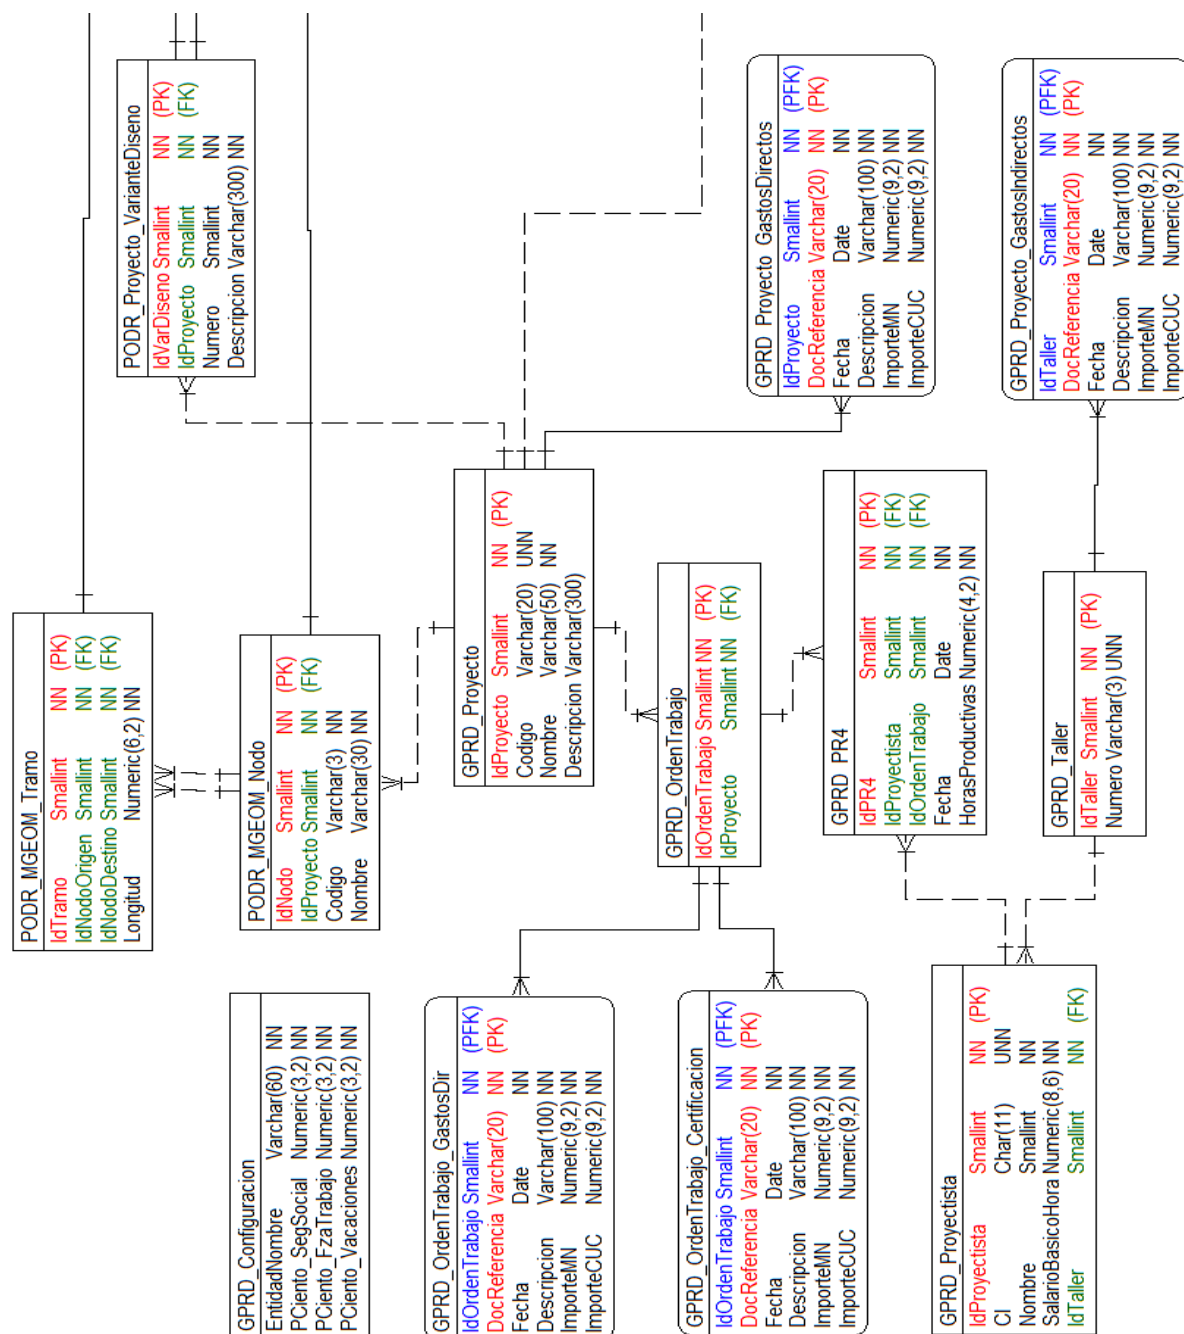 PODR_MGEOM_Tramo
IdTramo Smallint NN (PK)
IdNodoOrigen Smallint NN (FK)
IdNodoDestino Smallint NN (FK)
Longitud Numeric(6,2) NN
PODR_Proyecto_VarianteDiseno
IdVarDiseno Smallint NN (PK)
IdProyecto Smallint NN (FK)
Numero Smallint NN
Descripcion Varchar(300) NN
GPRD_Configuracion
EntidadNombre Varchar(60) NN
PCiento_SegSocial Numeric(3,2) NN
PCiento_FzaTrabajo Numeric(3,2) NN
PCiento_Vacaciones Numeric(3,2) NN
PODR_MGEOM_Nodo
IdNodo Smallint NN (PK)
IdProyecto Smallint NN (FK)
Codigo Varchar(3) NN
Nombre Varchar(30) NN
GPRD_OrdenTrabajo_GastosDir
IdOrdenTrabajo Smallint NN (PFK)
DocReferencia Varchar(20) NN (PK)
Fecha Date NN
Descripcion Varchar(100) NN
ImporteMN Numeric(9,2) NN
ImporteCUC Numeric(9,2) NN
GPRD_Proyecto
IdProyecto Smallint NN (PK)
Codigo Varchar(20) UNN
Nombre Varchar(50) NN
Descripcion Varchar(300)
GPRD_OrdenTrabajo
IdOrdenTrabajo Smallint NN (PK)
IdProyecto Smallint NN (FK)
GPRD_OrdenTrabajo_Certificacion
IdOrdenTrabajo Smallint NN (PFK)
DocReferencia Varchar(20) NN (PK)
Fecha Date NN
Descripcion Varchar(100) NN
ImporteMN Numeric(9,2) NN
ImporteCUC Numeric(9,2) NN
GPRD_Proyecto_GastosDirectos
IdProyecto Smallint NN (PFK)
DocReferencia Varchar(20) NN (PK)
Fecha Date NN
Descripcion Varchar(100) NN
ImporteMN Numeric(9,2) NN
ImporteCUC Numeric(9,2) NN
GPRD_PR4
IdPR4 Smallint NN (PK)
IdProyectista Smallint NN (FK)
IdOrdenTrabajo Smallint NN (FK)
Fecha Date NN
HorasProductivas Numeric(4,2) NN
GPRD_Proyectista
IdProyectista Smallint NN (PK)
CI Char(11) UNN
Nombre Smallint NN
SalarioBasicoHora Numeric(8,6) NN
IdTaller Smallint NN (FK)
GPRD_Proyecto_GastosIndirectos
IdTaller Smallint NN (PFK)
DocReferencia Varchar(20) NN (PK)
Fecha Date NN
Descripcion Varchar(100) NN
ImporteMN Numeric(9,2) NN
ImporteCUC Numeric(9,2) NN
GPRD_Taller
IdTaller Smallint NN (PK)
Numero Varchar(3) UNN